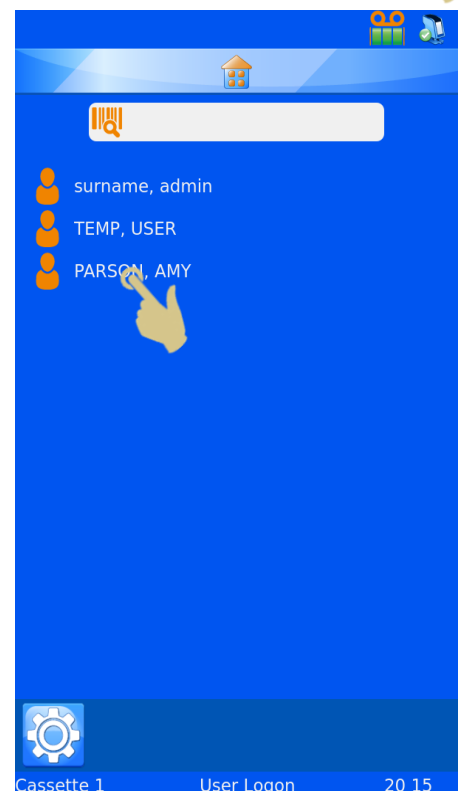 surname, admin
TEMP, USER
PARSON, AMY
Cassette 1 User Logon 20 15